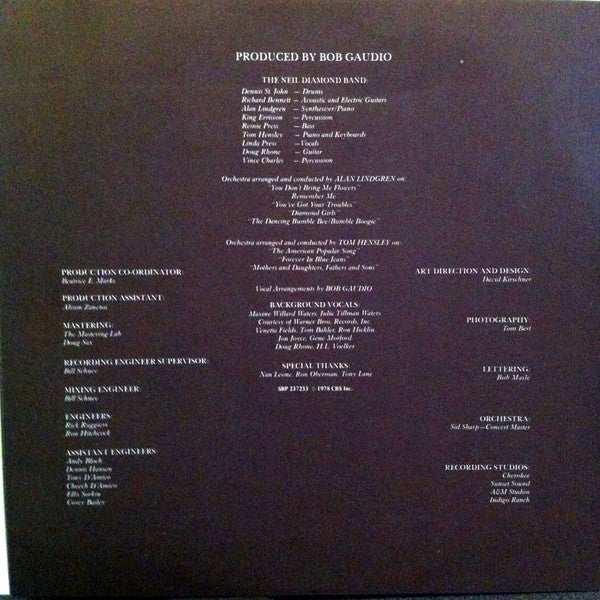 PRODUCED BY BOB GAUDIO
THE NEIL DIAMOND BAND:
Dennis St. John — Drums
Richard Bennett — Acoustic and Electric Guitars
Alan Lindgren — Synthesizer/Piano
King Errisson — Percussion
Reinie Press — Bass
Tom Hensley — Piano and Keyboards
Linda Press — Vocals
Doug Rhone — Guitar
Vince Charles — Percussion
Orchestra arranged and conducted by ALAN LINDGREN on:
"You Don't Bring Me Flowers"
Remember Me
"You've Got Your Troubles"
"Diamond Girls"
"The Dancing Bumble Bee/Bumble Boogie"
Orchestra arranged and conducted by TOM HENSLEY on:
"The American Popular Song"
"Forever In Blue Jeans"
"Mothers and Daughters, Fathers and Sons"
Vocal Arrangements by BOB GAUDIO
BACKGROUND VOCALS:
Maxine Willard Waters, Julia Tillman Waters
Courtesy of Warner Bros. Records, Inc.
Venetta Fields, Tom Bahler, Ron Hicklin
Jon Joyce, Gene Morford
Doug Rhone, H.L. Voelker
SPECIAL THANKS:
Nan Leone, Ron Oberman, Tony Lane
SBP 237253 © 1978 CBS Inc.
PRODUCTION CO-ORDINATOR:
Beatrice E. Marks
PRODUCTION ASSISTANT:
Alison Zanetos
MASTERING:
The Mastering Lab
Doug Sax
RECORDING ENGINEER SUPERVISOR:
Bill Schnee
MIXING ENGINEER:
Bill Schnee
ENGINEERS:
Rick Ruggieri
Ron Hitchcock
ASSISTANT ENGINEERS:
Andy Bloch
Dennis Hansen
Tony D'Amico
Cheech D'Amico
Ellis Sorkin
Corey Bailey
ART DIRECTION AND DESIGN:
David Kirschner
PHOTOGRAPHY:
Tom Bert
LETTERING:
Bob Maile
ORCHESTRA:
Sid Sharp—Concert Master
RECORDING STUDIOS:
Cherokee
Sunset Sound
A&M Studios
Indigo Ranch